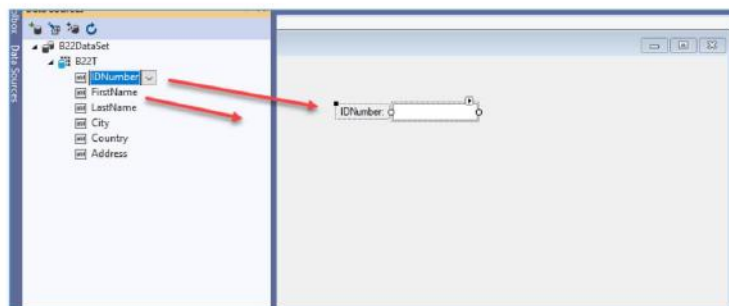 Data Sources
B22DataSet
B22T
IDNumber
FirstName
LastName
City
Country
Address
IDNumber: